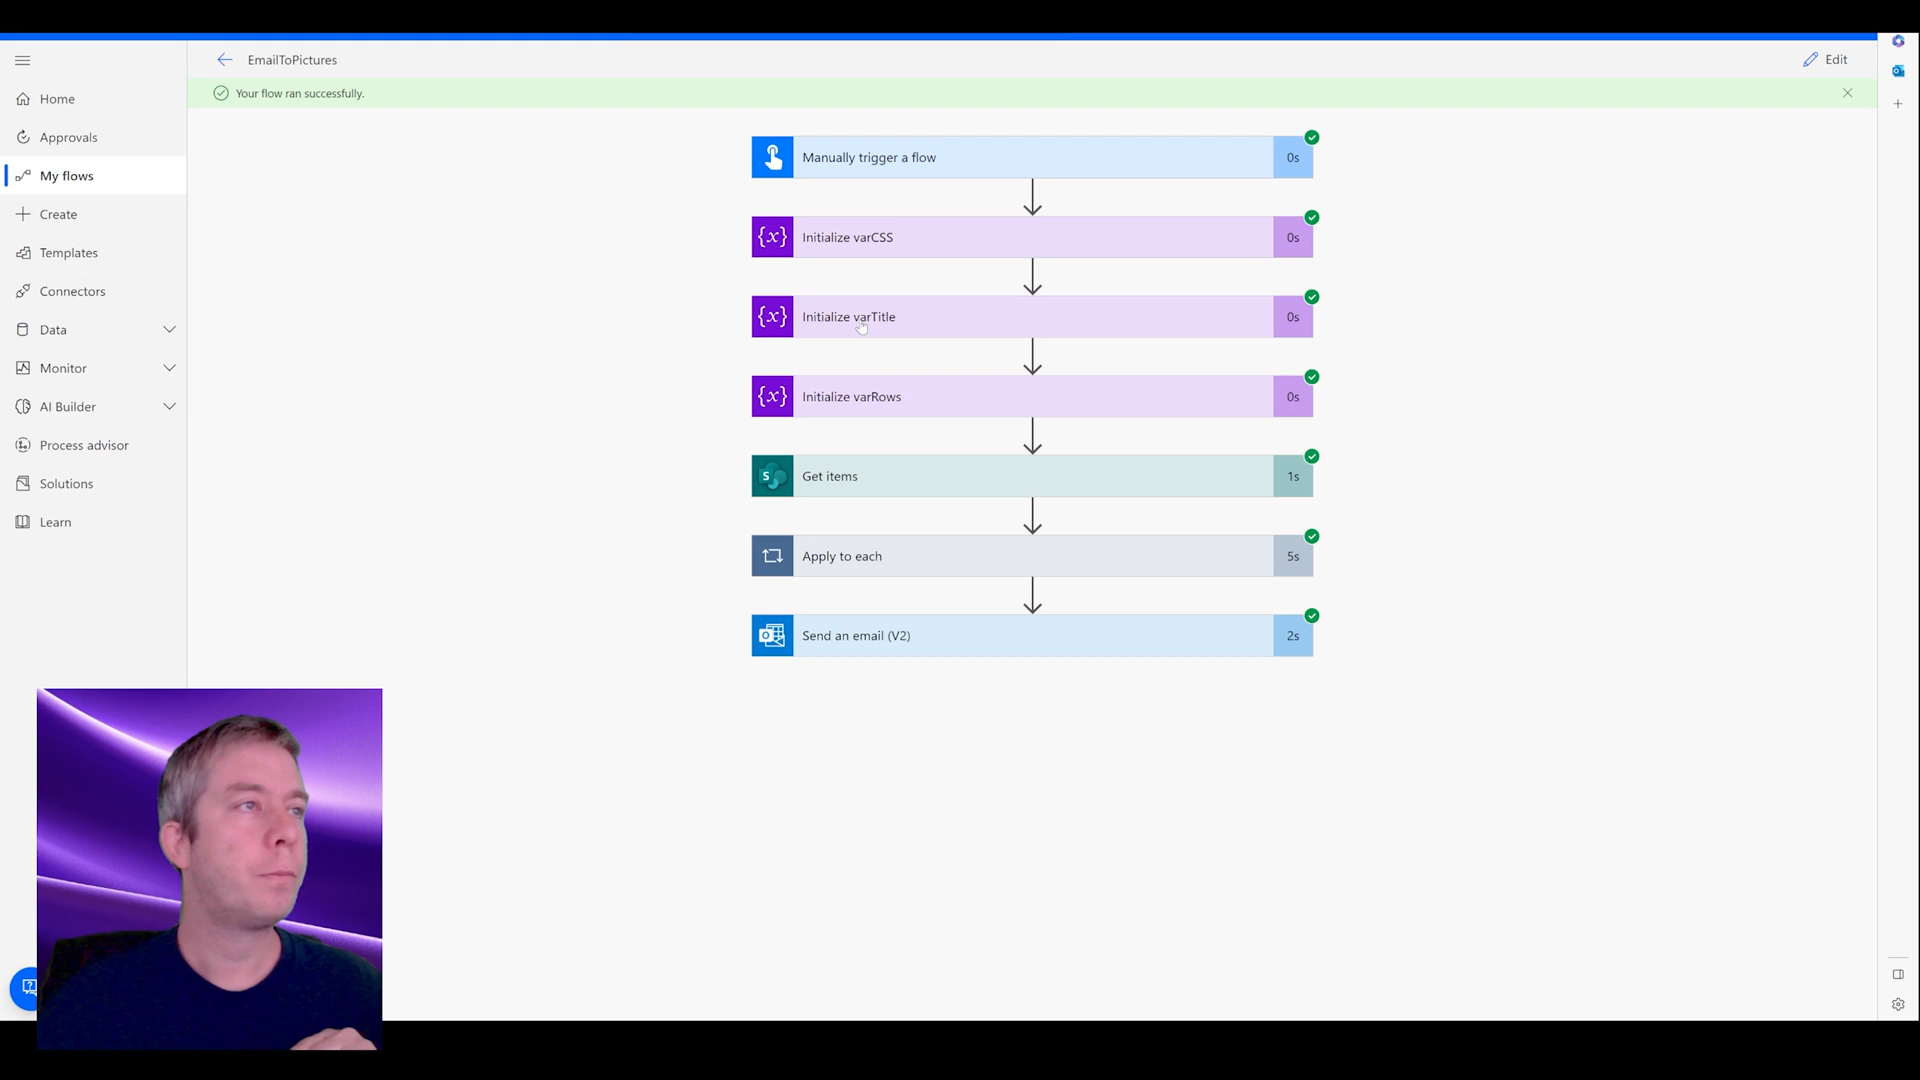 EmailToPictures
Edit
Your flow ran successfully.
Home
Approvals
My flows
Create
Templates
Connectors
Data
Monitor
AI Builder
Process advisor
Solutions
Learn
Manually trigger a flow
0s
{x} Initialize varCSS
0s
{x} Initialize varTitle
0s
{x} Initialize varRows
0s
S Get items
1s
Apply to each
5s
Send an email (V2)
2s